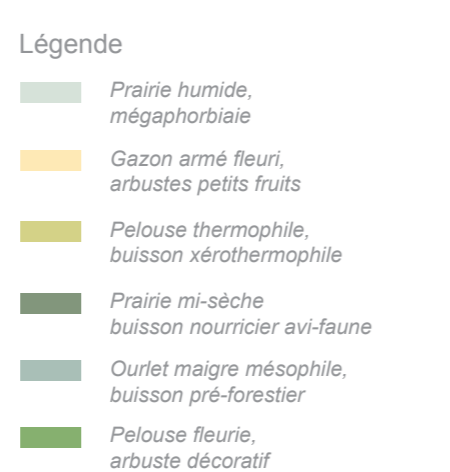 Légende
Prairie humide,
mégaphorbiaie
Gazon armé fleuri,
arbustes petits fruits
Pelouse thermophile,
buisson xérothermophile
Prairie mi-sèche
buisson nourricier avi-faune
Ourlet maigre mésophile,
buisson pré-forestier
Pelouse fleurie,
arbuste décoratif